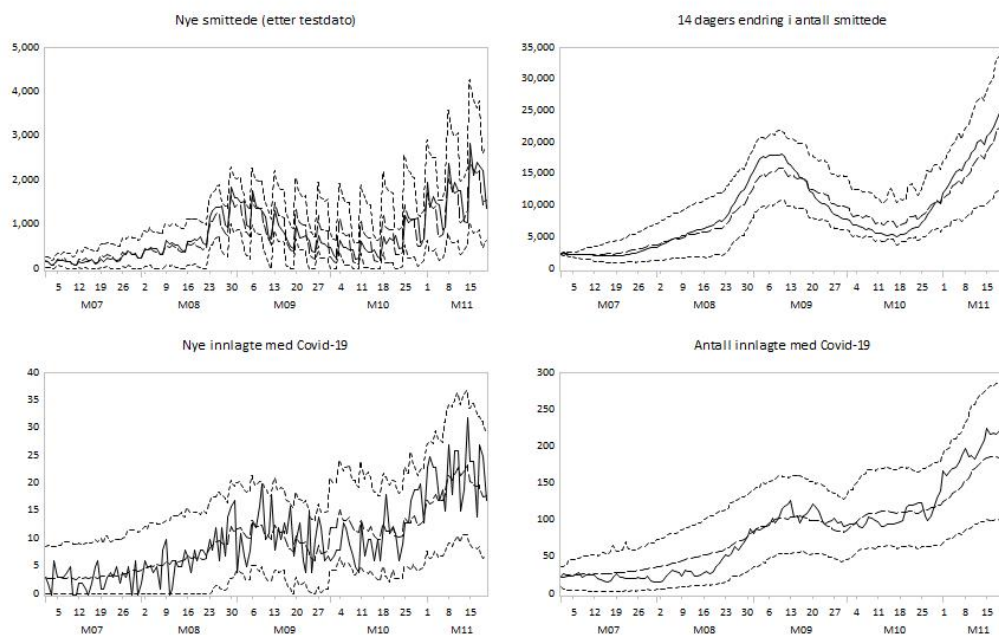 Nye smittede (etter testdato)
5,000
4,000
3,000
2,000
1,000
0
5 12 19 26 2 9 16 23 30 6 13 20 27 4 11 18 25 1 8 15
M07 M08 M09 M10 M11
14 dagers endring i antall smittede
35,000
30,000
25,000
20,000
15,000
10,000
5,000
0
5 12 19 26 2 9 16 23 30 6 13 20 27 4 11 18 25 1 8 15
M07 M08 M09 M10 M11
Nye innlagte med Covid-19
40
35
30
25
20
15
10
5
0
5 12 19 26 2 9 16 23 30 6 13 20 27 4 11 18 25 1 8 15
M07 M08 M09 M10 M11
Antall innlagte med Covid-19
300
250
200
150
100
50
0
5 12 19 26 2 9 16 23 30 6 13 20 27 4 11 18 25 1 8 15
M07 M08 M09 M10 M11